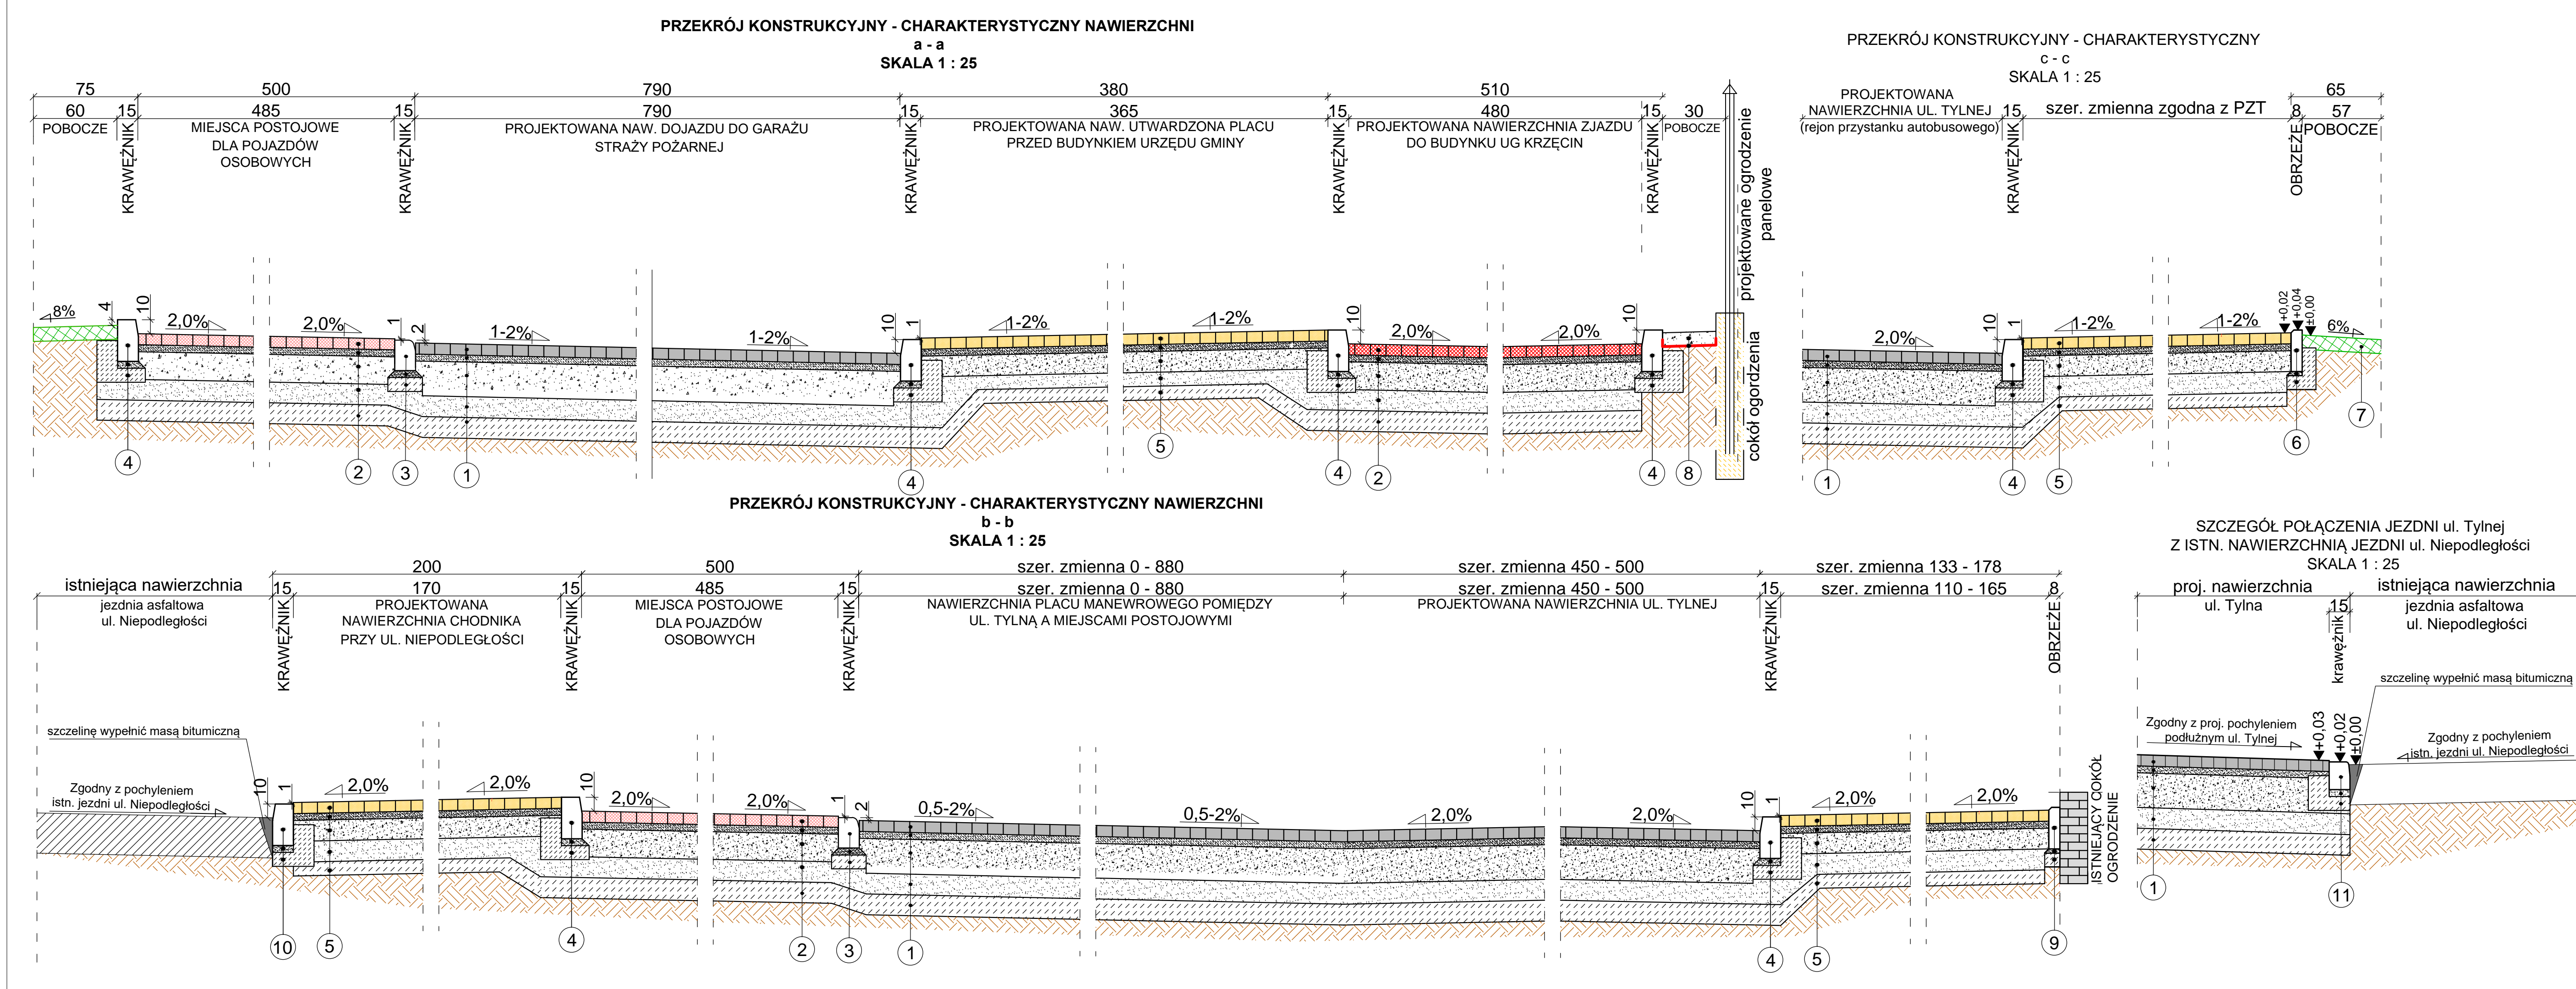 PRZEKRÓJ KONSTRUKCYJNY - CHARAKTERYSTYCZNY NAWIERZCHNI
a - a
SKALA 1 : 25
75 500 790 380 510
60 15 485 15 790 15 365 15 480 15 30
POBOCZE
KRAWĘŻNIK
MIEJSCA POSTOJOWE
DLA POJAZDÓW
OSOBOWYCH
KRAWĘŻNIK
PROJEKTOWANA NAW. DOJAZDU DO GARAŻU
STRAŻY POŻARNEJ
KRAWĘŻNIK
PROJEKTOWANA NAW. UTWARDZONA PLACU
PRZED BUDYNKIEM URZĘDU GMINY
KRAWĘŻNIK
PROJEKTOWANA NAWIERZCHNIA ZJAZDU
DO BUDYNKU UG KRZĘCIN
KRAWĘŻNIK
POBOCZE
projektowane ogrodzenie
panelowe
cokół ogordzenia
8% 4 10 2,0% 2,0% 1 2 1-2% 1-2% 10 1 1-2% 1-2% 10 2,0% 2,0% 10
4 2 3 1 4 5 4 2 4 8
PRZEKRÓJ KONSTRUKCYJNY - CHARAKTERYSTYCZNY
c - c
SKALA 1 : 25
65
PROJEKTOWANA
NAWIERZCHNIA UL. TYLNEJ
(rejon przystanku autobusowego)
15 szer. zmienna zgodna z PZT 8 57
KRAWĘŻNIK
OBRZEŻE
POBOCZE
2,0% 10 1 1-2% 1-2% +0,02 +0,04 ±0,00 6%
1 4 5 6 7
PRZEKRÓJ KONSTRUKCYJNY - CHARAKTERYSTYCZNY NAWIERZCHNI
b - b
SKALA 1 : 25
200 500 szer. zmienna 0 - 880 szer. zmienna 450 - 500 szer. zmienna 133 - 178
istniejąca nawierzchnia 15 170 15 485 15 szer. zmienna 0 - 880 szer. zmienna 450 - 500 15 szer. zmienna 110 - 165 8
jezdnia asfaltowa
ul. Niepodległości
KRAWĘŻNIK
PROJEKTOWANA
NAWIERZCHNIA CHODNIKA
PRZY UL. NIEPODLEGŁOŚCI
KRAWĘŻNIK
MIEJSCA POSTOJOWE
DLA POJAZDÓW
OSOBOWYCH
KRAWĘŻNIK
NAWIERZCHNIA PLACU MANEWROWEGO POMIĘDZY
UL. TYLNĄ A MIEJSCAMI POSTOJOWYMI
PROJEKTOWANA NAWIERZCHNIA UL. TYLNEJ
KRAWĘŻNIK
OBRZEŻE
szczelinę wypełnić masą bitumiczną
Zgodny z pochyleniem
istn. jezdni ul. Niepodległości
10 1 2,0% 2,0% 10 2,0% 2,0% 1 2 0,5-2% 0,5-2% 2,0% 2,0% 10 1 2,0% 2,0%
ISTNIEJĄCY COKÓŁ
OGRODZENIE
10 5 4 2 3 1 4 5 9
SZCZEGÓŁ POŁĄCZENIA JEZDNI ul. Tylnej
Z ISTN. NAWIERZCHNIĄ JEZDNI ul. Niepodległości
SKALA 1 : 25
proj. nawierzchnia
ul. Tylna
15
krawężnik
istniejąca nawierzchnia
jezdnia asfaltowa
ul. Niepodległości
szczelinę wypełnić masą bitumiczną
Zgodny z proj. pochyleniem
podłużnym ul. Tylnej
+0,03 +0,02 ±0,00
Zgodny z pochyleniem
istn. jezdni ul. Niepodległości
1 11